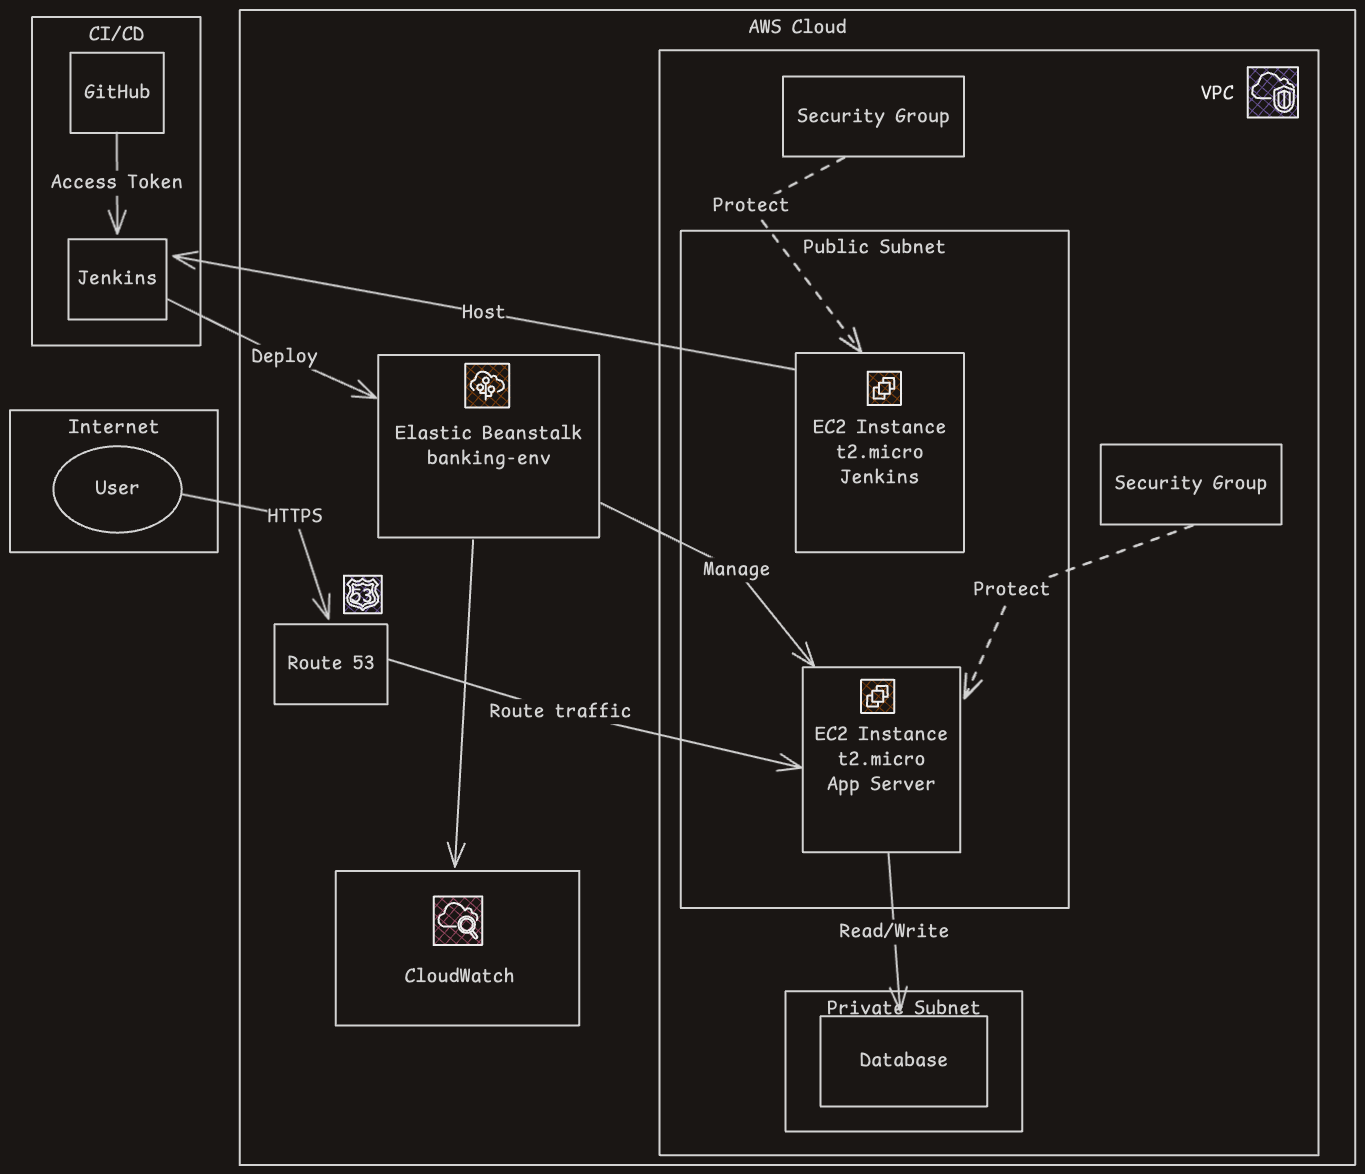 AWS Cloud
CI/CD
GitHub
Access Token
Jenkins
VPC
Security Group
Protect
Public Subnet
Host
Deploy
Elastic Beanstalk
banking-env
EC2 Instance
t2.micro
Jenkins
Internet
User
HTTPS
Security Group
Protect
Manage
53
Route 53
Route traffic
EC2 Instance
t2.micro
App Server
CloudWatch
Read/Write
Private Subnet
Database